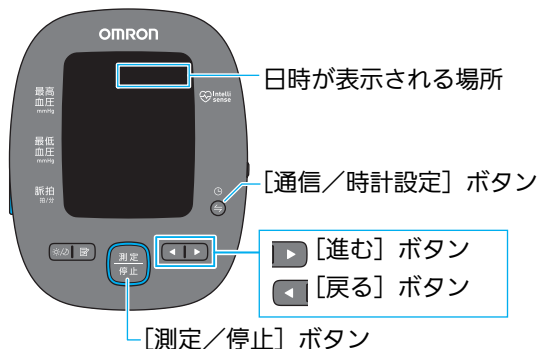 OMRON
日時が表示される場所
最高
血圧
mmHg
Intelli
sense
最低
血圧
mmHg
脈拍
拍/分
[通信／時計設定] ボタン
測定
停止
[進む] ボタン
[戻る] ボタン
[測定／停止] ボタン